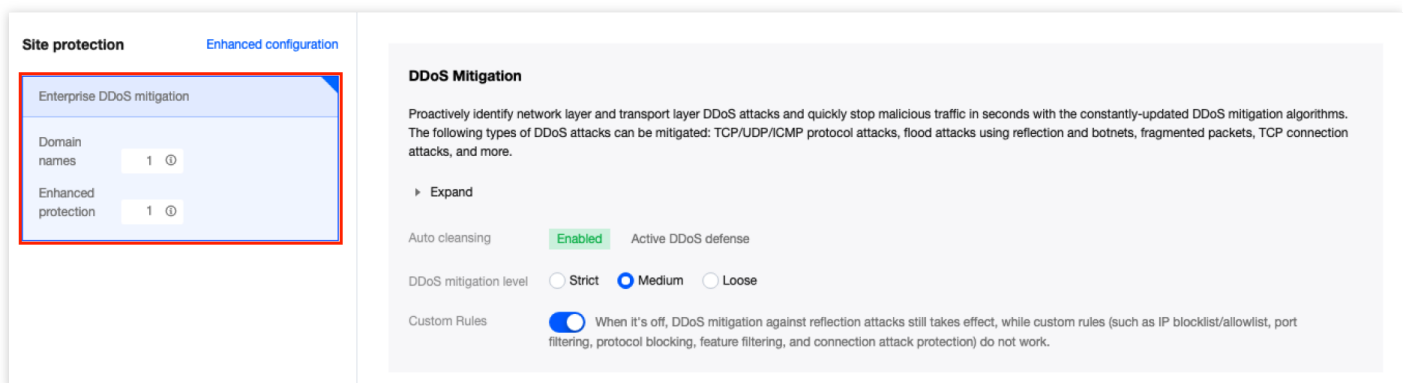 Site protection
Enhanced configuration
Enterprise DDoS mitigation
Domain
names
1
Enhanced
protection
1
DDoS Mitigation
Proactively identify network layer and transport layer DDoS attacks and quickly stop malicious traffic in seconds with the constantly-updated DDoS mitigation algorithms.
The following types of DDoS attacks can be mitigated: TCP/UDP/ICMP protocol attacks, flood attacks using reflection and botnets, fragmented packets, TCP connection
attacks, and more.
Expand
Auto cleansing
Enabled
Active DDoS defense
DDoS mitigation level
Strict
Medium
Loose
Custom Rules
When it's off, DDoS mitigation against reflection attacks still takes effect, while custom rules (such as IP blocklist/allowlist, port
filtering, protocol blocking, feature filtering, and connection attack protection) do not work.